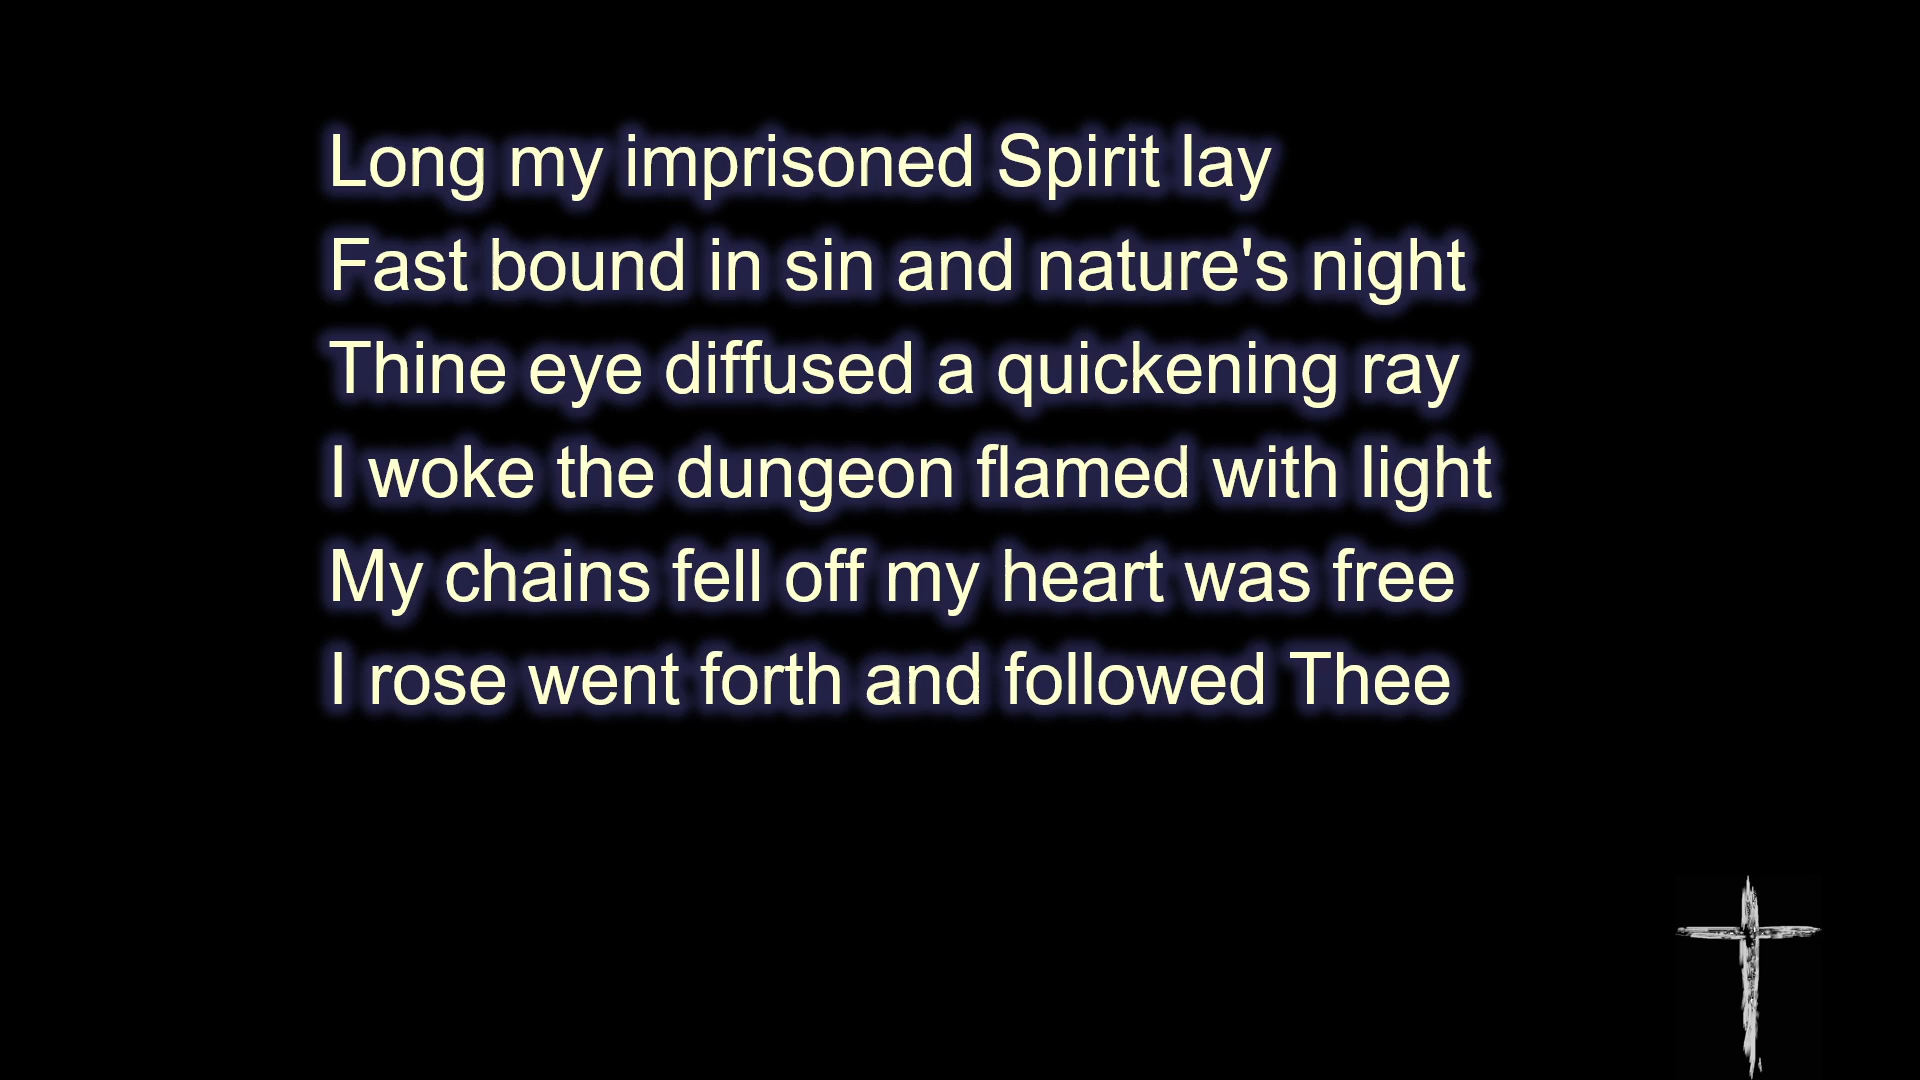 Long my imprisoned Spirit lay
Fast bound in sin and nature's night
Thine eye diffused a quickening ray
I woke the dungeon flamed with light
My chains fell off my heart was free
I rose went forth and followed Thee